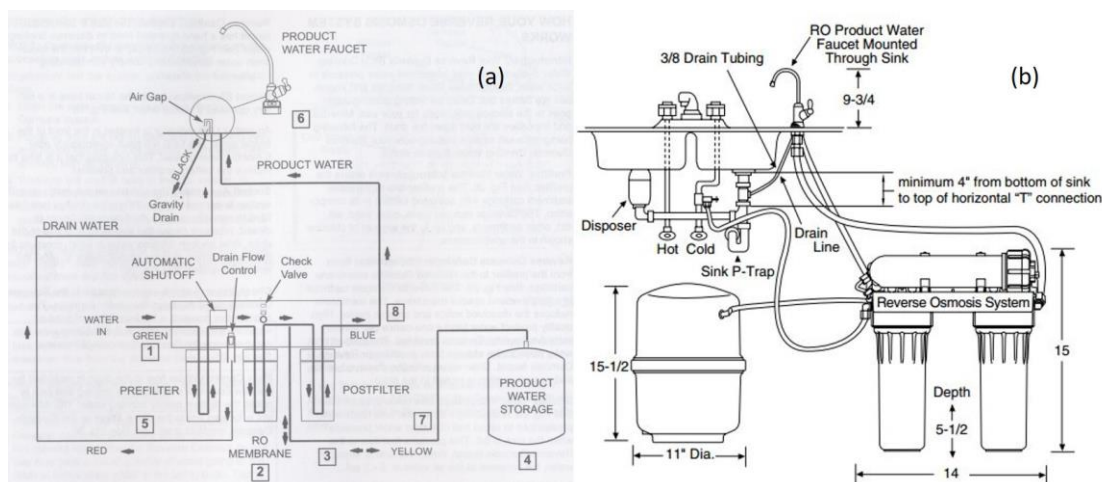 (a)
PRODUCT
WATER FAUCET
Air Gap
6
BLACK
PRODUCT WATER
Gravity
Drain
DRAIN WATER
AUTOMATIC
SHUTOFF
Drain Flow
Control
Check
Valve
WATER
IN
GREEN
1
BLUE
8
PREFILTER
POSTFILTER
PRODUCT
WATER
STORAGE
5
7
RED
RO
MEMBRANE
2
3
YELLOW
4
(b)
RO Product Water
Faucet Mounted
Through Sink
3/8 Drain Tubing
9-3/4
minimum 4" from bottom of sink
to top of horizontal “T” connection
Disposer
Hot
Cold
Drain
Line
Sink P-Trap
Reverse Osmosis System
15-1/2
15
Depth
5-1/2
11" Dia.
14